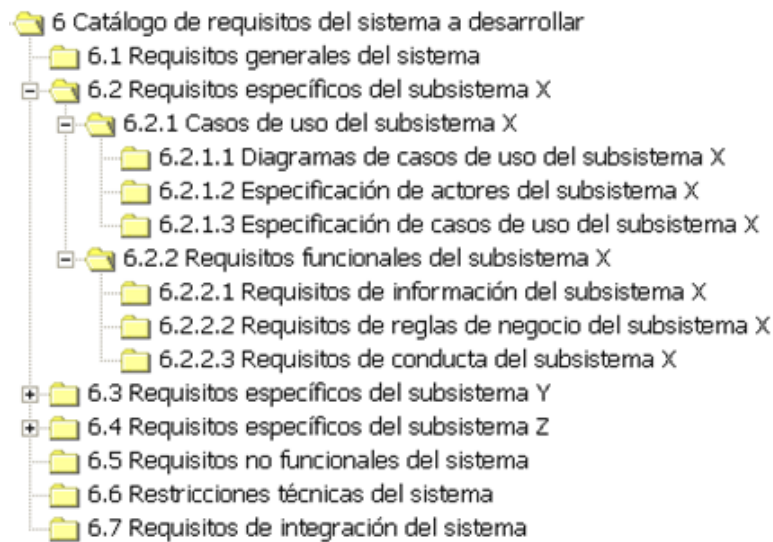 6 Catálogo de requisitos del sistema a desarrollar
6.1 Requisitos generales del sistema
6.2 Requisitos específicos del subsistema X
6.2.1 Casos de uso del subsistema X
6.2.1.1 Diagramas de casos de uso del subsistema X
6.2.1.2 Especificación de actores del subsistema X
6.2.1.3 Especificación de casos de uso del subsistema X
6.2.2 Requisitos funcionales del subsistema X
6.2.2.1 Requisitos de información del subsistema X
6.2.2.2 Requisitos de reglas de negocio del subsistema X
6.2.2.3 Requisitos de conducta del subsistema X
6.3 Requisitos específicos del subsistema Y
6.4 Requisitos específicos del subsistema Z
6.5 Requisitos no funcionales del sistema
6.6 Restricciones técnicas del sistema
6.7 Requisitos de integración del sistema